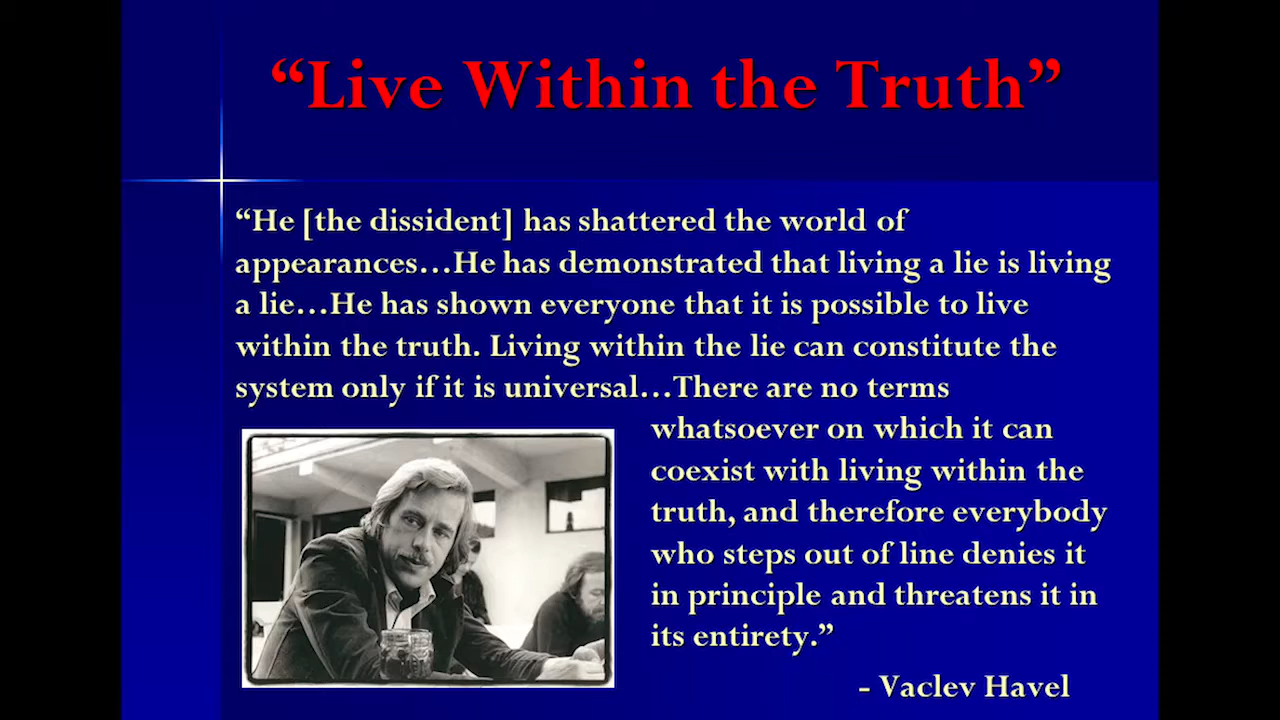 “Live Within the Truth”
“He [the dissident] has shattered the world of
appearances…He has demonstrated that living a lie is living
a lie…He has shown everyone that it is possible to live
within the truth. Living within the lie can constitute the
system only if it is universal…There are no terms
whatsoever on which it can
coexist with living within the
truth, and therefore everybody
who steps out of line denies it
in principle and threatens it in
its entirety.”
- Vaclev Havel